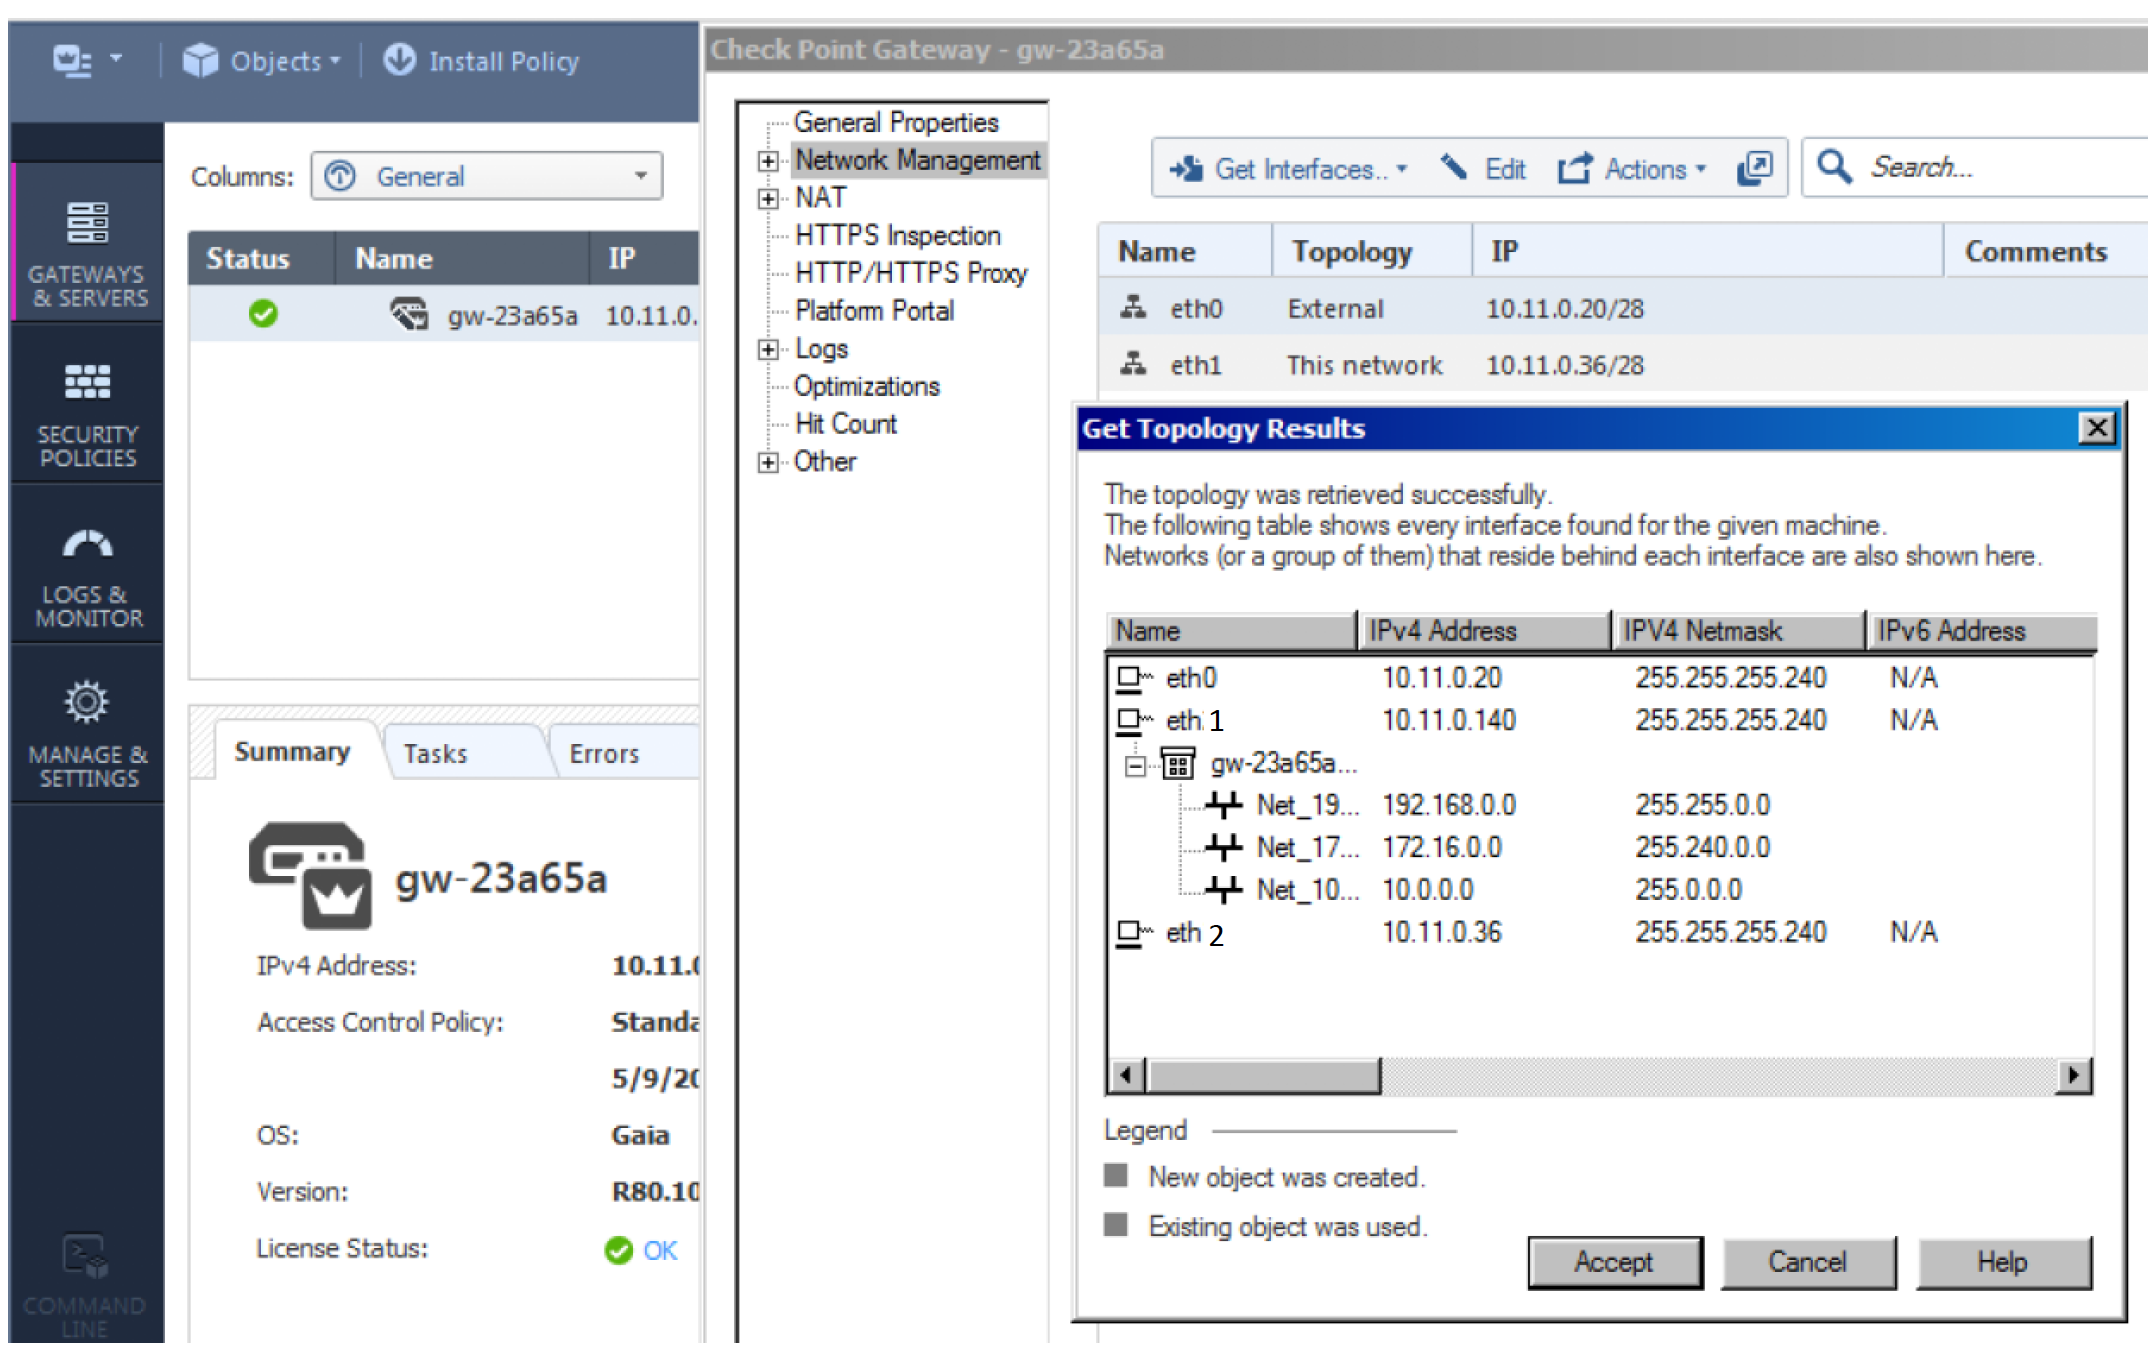 Objects
Install Policy
Check Point Gateway - gw-23a65a
GATEWAYS
& SERVERS
SECURITY
POLICIES
LOGS &
MONITOR
MANAGE &
SETTINGS
COMMAND
LINE
Columns: General
Status Name IP
gw-23a65a 10.11.0.
Summary Tasks Errors
gw-23a65a
IPv4 Address: 10.11.0
Access Control Policy: Standa
5/9/20
OS: Gaia
Version: R80.10
License Status: OK
General Properties
Network Management
NAT
HTTPS Inspection
HTTP/HTTPS Proxy
Platform Portal
Logs
Optimizations
Hit Count
Other
Get Interfaces.. Edit Actions Search...
Name Topology IP Comments
eth0 External 10.11.0.20/28
eth1 This network 10.11.0.36/28
Get Topology Results
The topology was retrieved successfully.
The following table shows every interface found for the given machine.
Networks (or a group of them) that reside behind each interface are also shown here.
Name IPv4 Address IPV4 Netmask IPv6 Address
eth0 10.11.0.20 255.255.255.240 N/A
eth 1 10.11.0.140 255.255.255.240 N/A
gw-23a65a...
Net_19... 192.168.0.0 255.255.0.0
Net_17... 172.16.0.0 255.240.0.0
Net_10... 10.0.0.0 255.0.0.0
eth 2 10.11.0.36 255.255.255.240 N/A
Legend
New object was created.
Existing object was used.
Accept Cancel Help